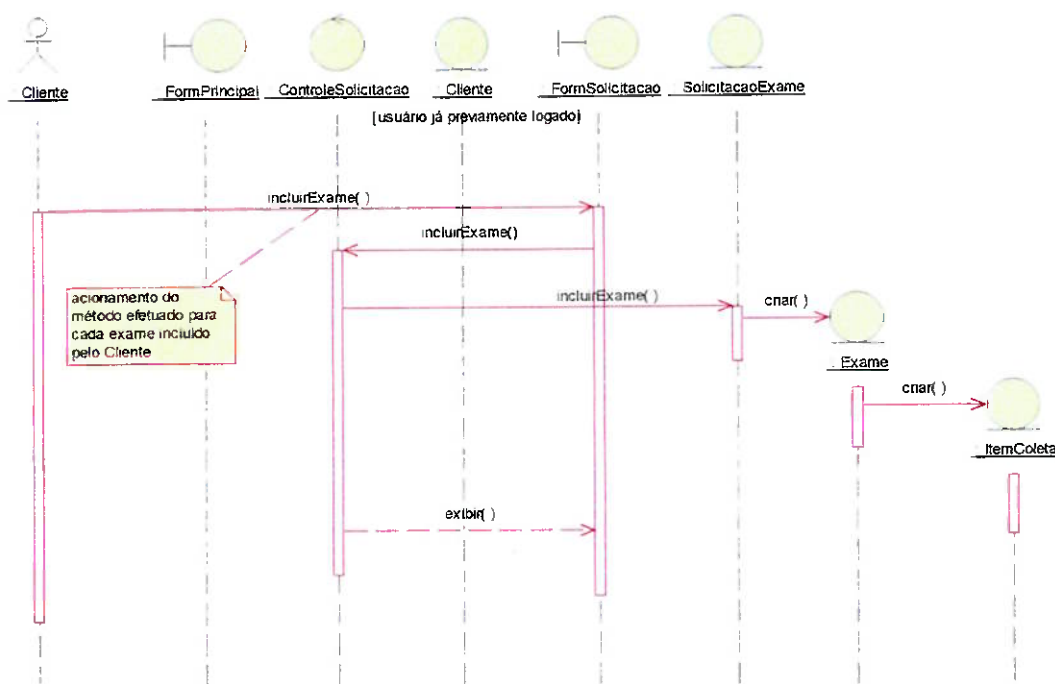 : Cliente
: FormPrincipal
: ControleSolicitacao
: Cliente
: FormSolicitacao
: SolicitacaoExame
[usuário já previamente logado]
incluirExame( )
incluirExame()
acionamento do
método efetuado para
cada exame incluído
pelo Cliente
incluirExame( )
criar( )
: Exame
criar( )
: ItemColeta
exibir( )